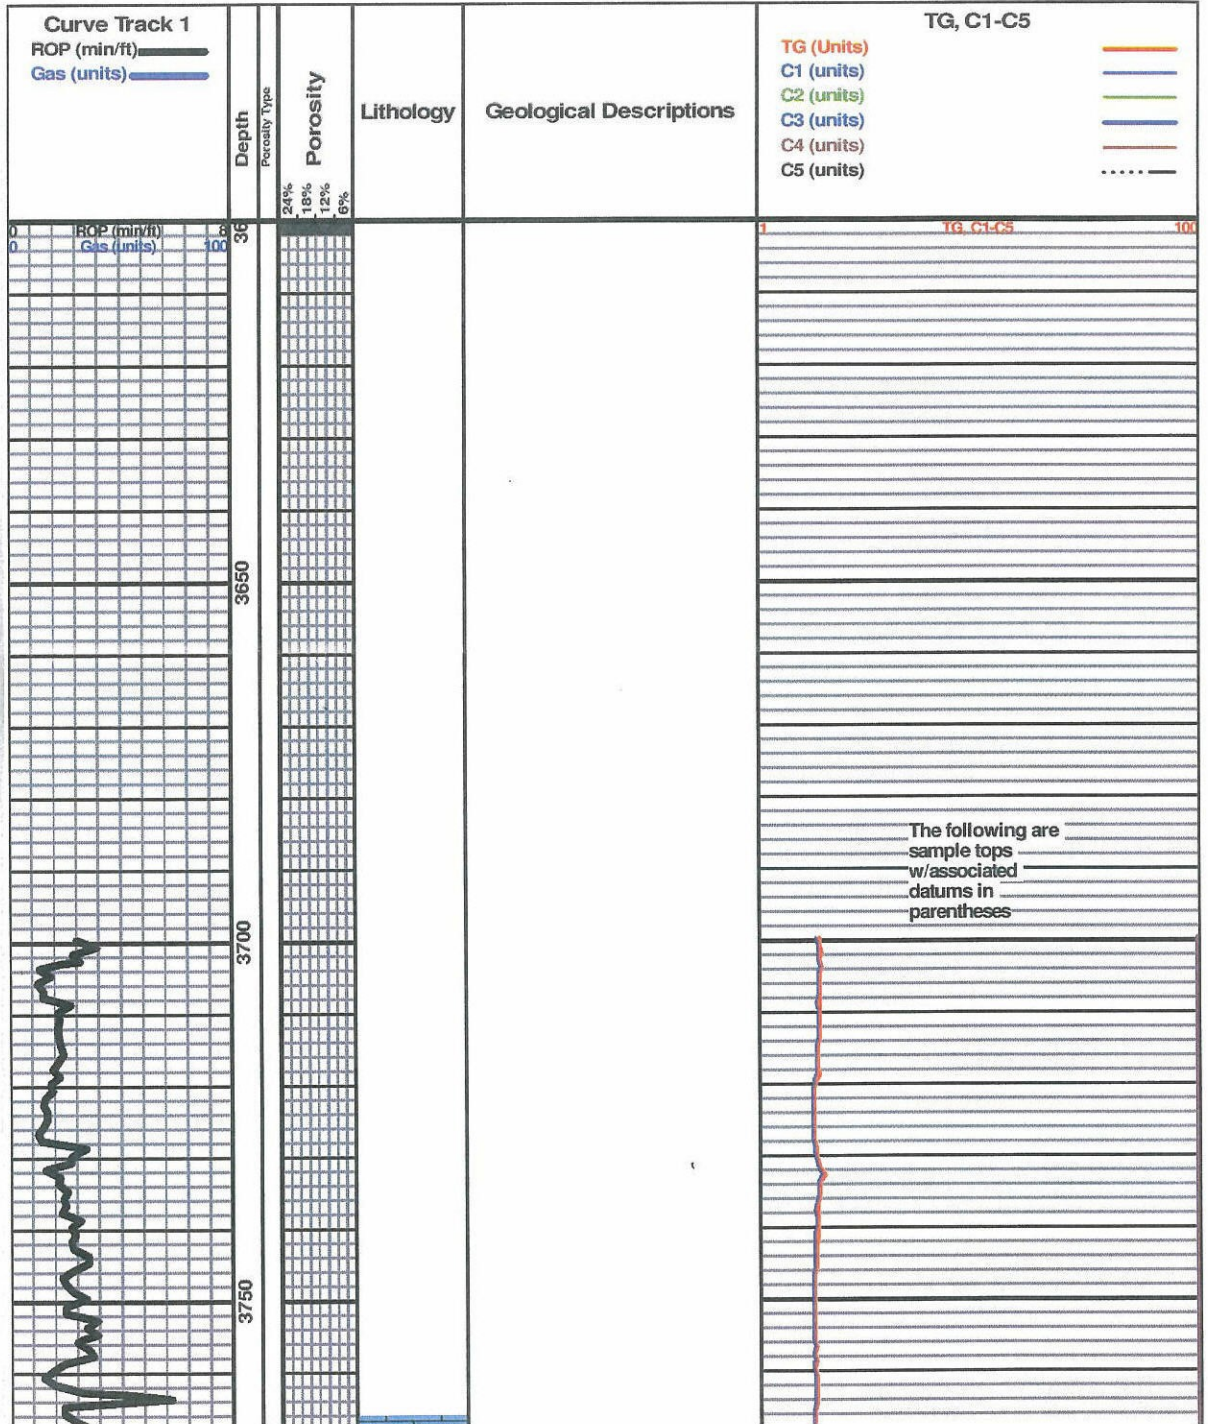 Curve Track 1
ROP (min/ft)
Gas (units)
Depth
Porosity Type
Porosity
24%
18%
12%
6%
Lithology
Geological Descriptions
TG, C1-C5
TG (Units)
C1 (units)
C2 (units)
C3 (units)
C4 (units)
C5 (units)
0 ROP (min/ft) 8
0 Gas (units) 100
36
1 TG, C1-C5 100
3650
The following are
sample tops
w/associated
datums in
parentheses
3700
3750